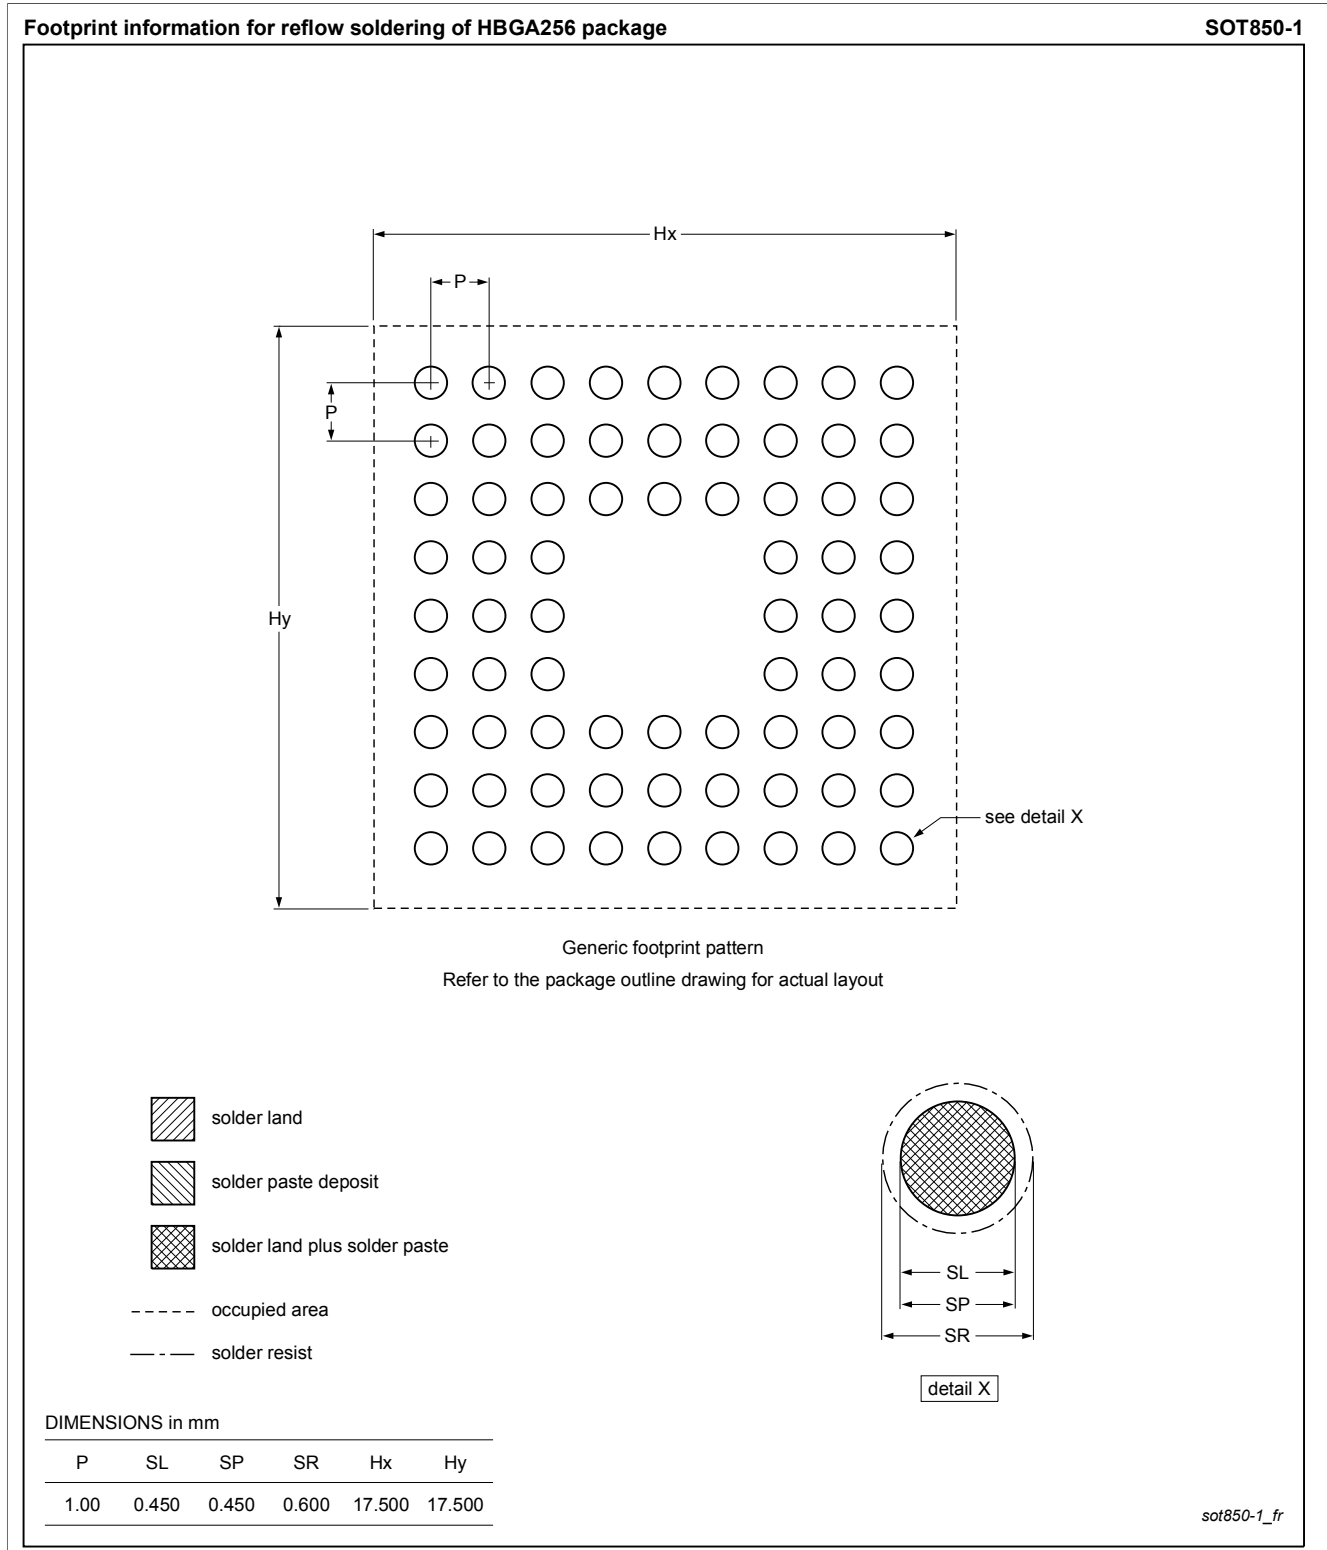 Footprint information for reflow soldering of HBGA256 package SOT850-1
Hx
P
P
Hy
see detail X
Generic footprint pattern
Refer to the package outline drawing for actual layout
solder land
solder paste deposit
solder land plus solder paste
occupied area
solder resist
SL
SP
SR
detail X
DIMENSIONS in mm
P SL SP SR Hx Hy
1.00 0.450 0.450 0.600 17.500 17.500
sot850-1_fr